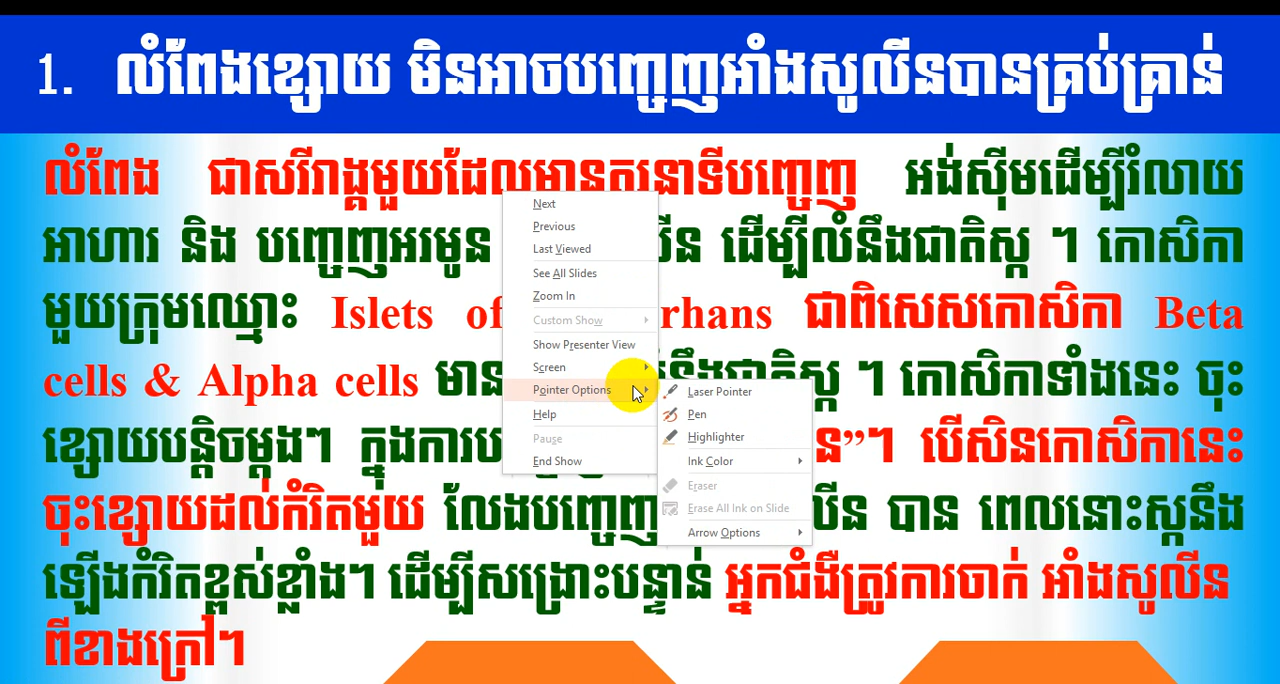 1. លំពែងខ្សោយ មិនអាចបញ្ចេញអាំងសូលីនបានគ្រប់គ្រាន់
លំពែង ជាសរីរាង្គមួយដែលមានតួនាទីបញ្ចេញ អង់ស៊ីមដើម្បីរំលាយ
អាហារ និង បញ្ចេញអរមូន លីន ដើម្បីលំនឹងជាតិស្ករ ។ កោសិកា
មួយក្រុមឈ្មោះ Islets of rhans ជាពិសេសកោសិកា Beta
cells & Alpha cells មាន នឹងជាតិស្ករ ។ កោសិកាទាំងនេះ ចុះ
ខ្សោយបន្តិចម្តងៗ ក្នុងការប ន”។ បើសិនកោសិកានេះ
ចុះខ្សោយដល់កំរិតមួយ លែងបញ្ចេញ លីន បាន ពេលនោះស្ករនឹង
ឡើងកំរិតខ្ពស់ខ្លាំង។ ដើម្បីសង្រ្គោះបន្ទាន់ អ្នកជំងឺត្រូវការចាក់ អាំងសូលីន
ពីខាងក្រៅ។
Next
Previous
Last Viewed
See All Slides
Zoom In
Custom Show
Show Presenter View
Screen
Pointer Options
Help
Pause
End Show
Laser Pointer
Pen
Highlighter
Ink Color
Eraser
Erase All Ink on Slide
Arrow Options